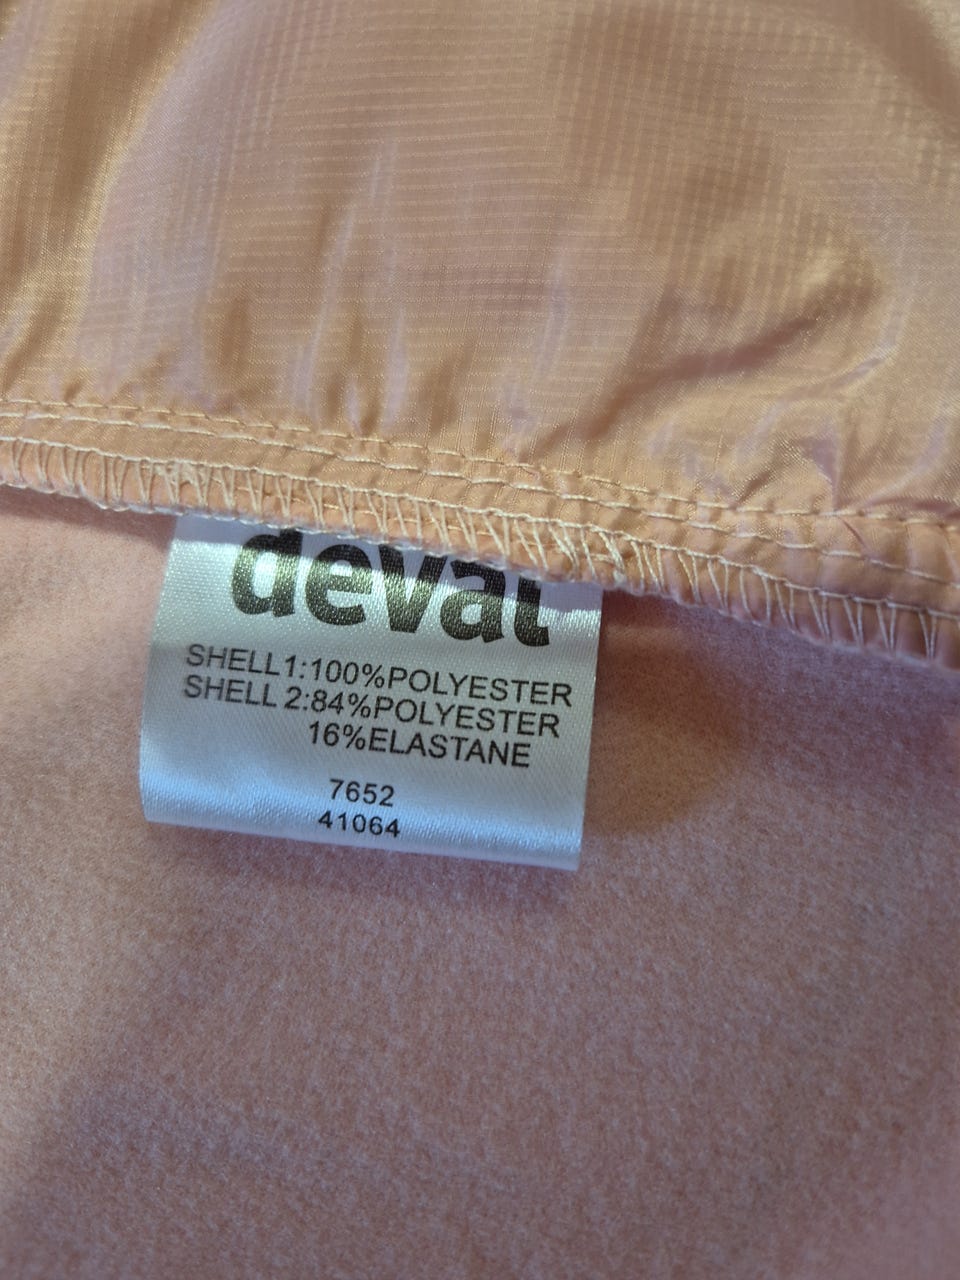 deval
SHELL1:100%POLYESTER
SHELL 2:84%POLYESTER
16%ELASTANE
7652
41064